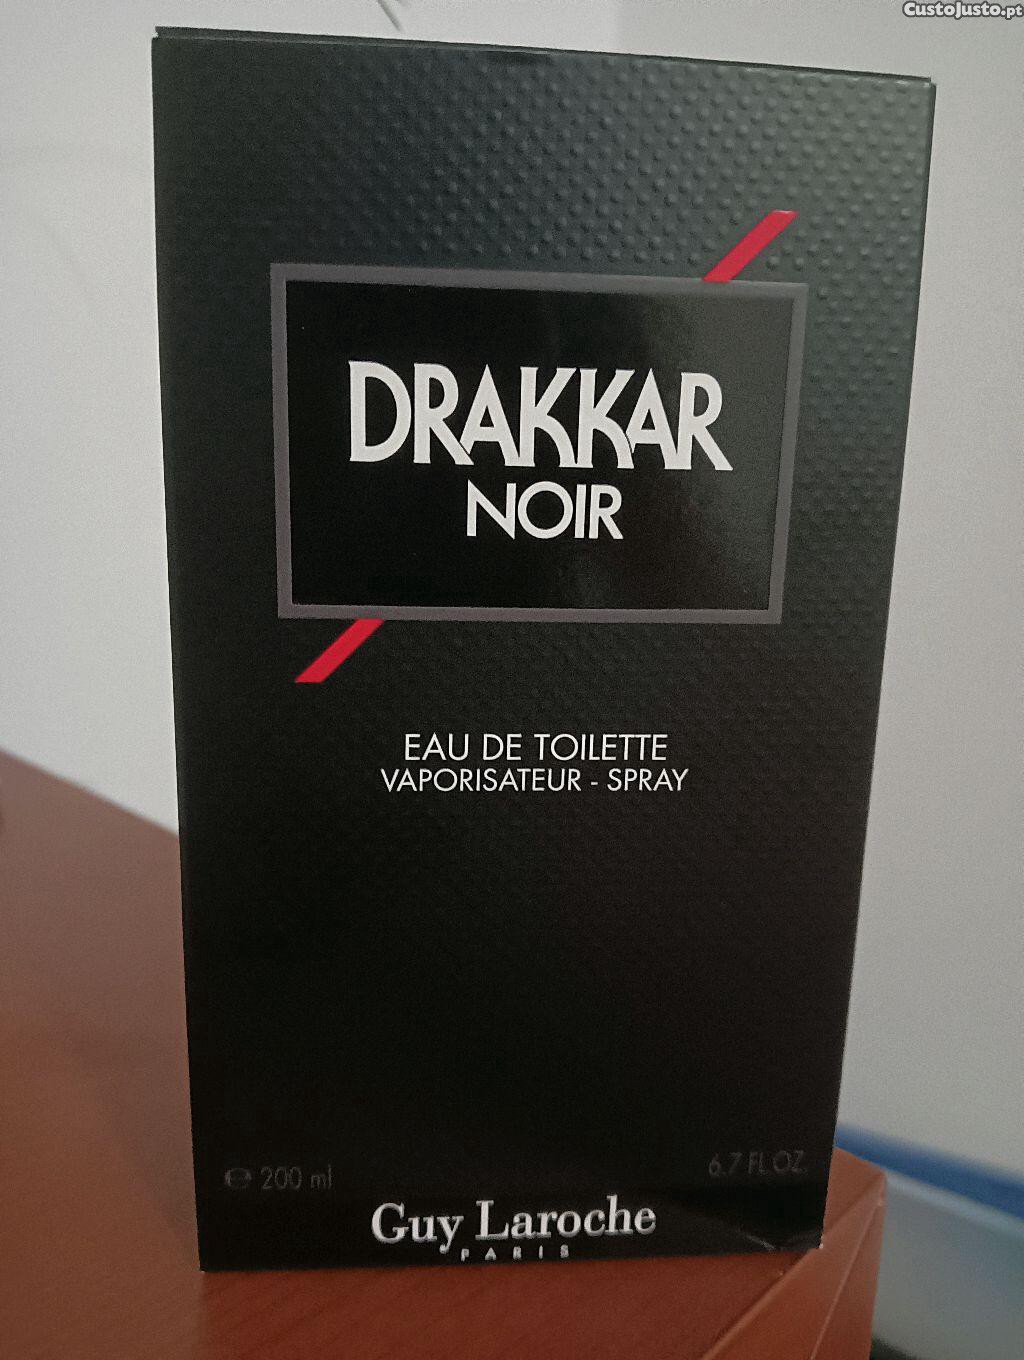 CustoJusto.pt
DRAKKAR
NOIR
EAU DE TOILETTE
VAPORISATEUR - SPRAY
℮ 200 ml
6.7 FL.OZ.
Guy Laroche
PARIS